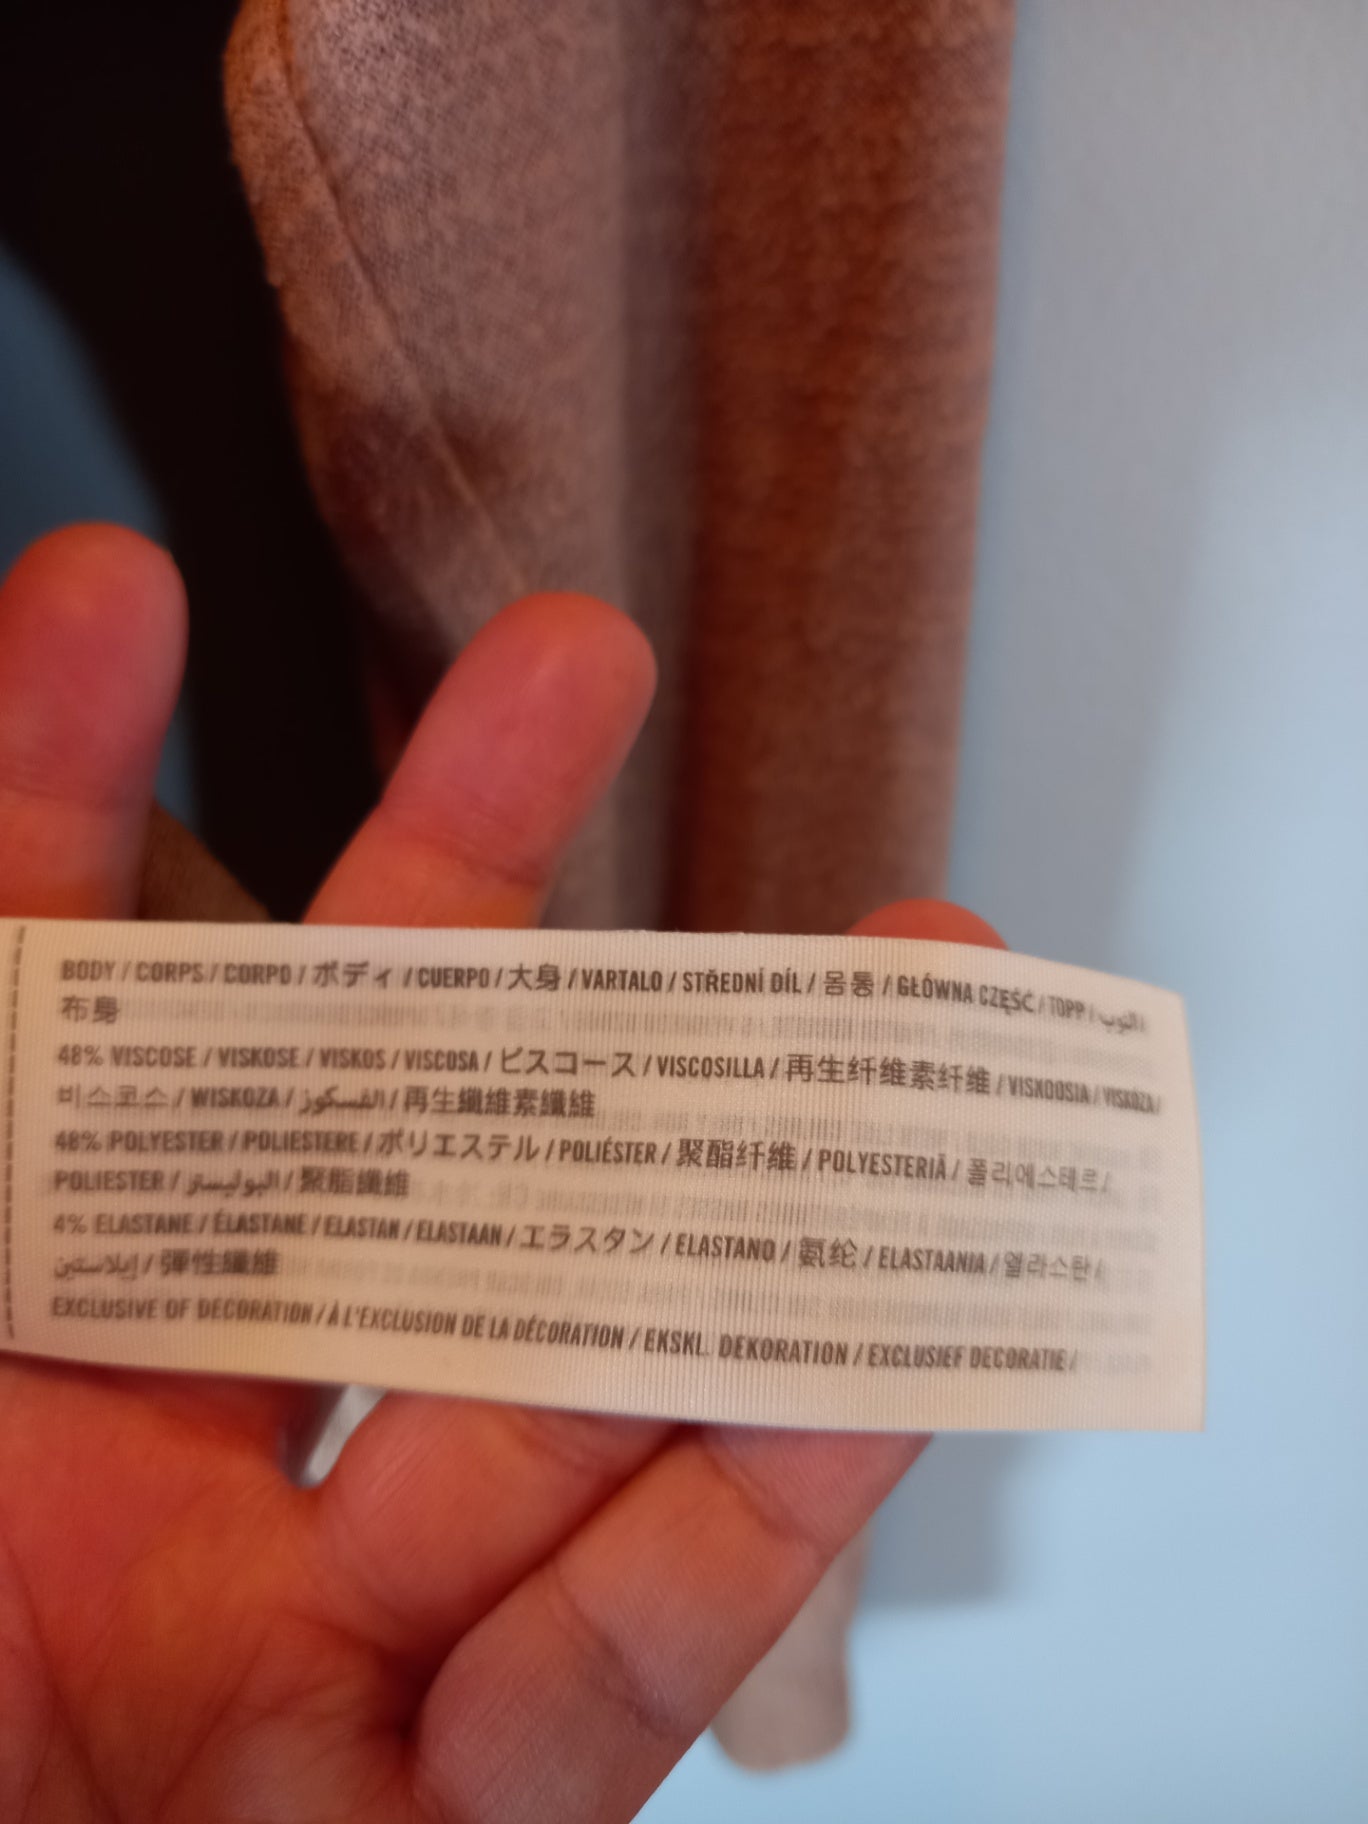 BODY / CORPS / CORPO / ボディ / CUERPO / 大身 / VARTALO / STŘEDNÍ DÍL / 몸통 / GŁÓWNA CZĘŚĆ / TOPP / التوب /
布身
48% VISCOSE / VISKOSE / VISKOS / VISCOSA / ビスコース / VISCOSILLA / 再生纤维素纤维 / VISKOOSIA / VISKÓZA /
비스코스 / WISKOZA / الفسكوز / 再生纖維素纖維
48% POLYESTER / POLIESTERE / ポリエステル / POLIÉSTER / 聚酯纤维 / POLYESTERIÄ / 폴리에스테르 /
POLIESTER / البوليستر / 聚脂纖維
4% ELASTANE / ÉLASTANE / ELASTAN / ELASTAAN / エラスタン / ELASTANO / 氨纶 / ELASTAANIA / 엘라스탄 /
إيلاستين / 彈性纖維
EXCLUSIVE OF DECORATION / À L'EXCLUSION DE LA DÉCORATION / EKSKL. DEKORATION / EXCLUSIEF DECORATIE /